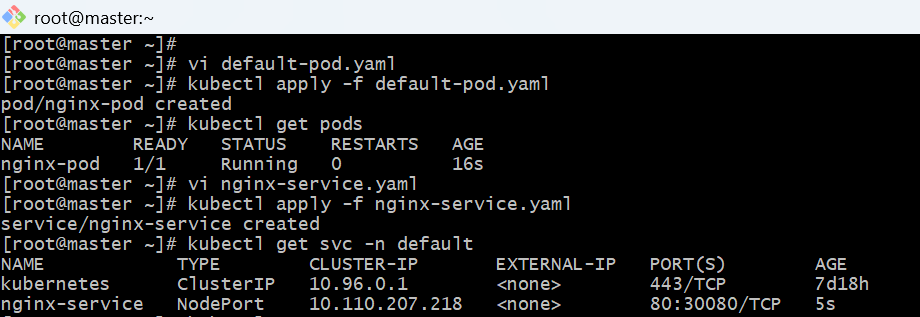 root@master:~
[root@master ~]#
[root@master ~]# vi default-pod.yaml
[root@master ~]# kubectl apply -f default-pod.yaml
pod/nginx-pod created
[root@master ~]# kubectl get pods
NAME        READY   STATUS    RESTARTS   AGE
nginx-pod   1/1     Running   0          16s
[root@master ~]# vi nginx-service.yaml
[root@master ~]# kubectl apply -f nginx-service.yaml
service/nginx-service created
[root@master ~]# kubectl get svc -n default
NAME            TYPE        CLUSTER-IP       EXTERNAL-IP   PORT(S)        AGE
kubernetes      ClusterIP   10.96.0.1        <none>        443/TCP        7d18h
nginx-service   NodePort    10.110.207.218   <none>        80:30080/TCP   5s